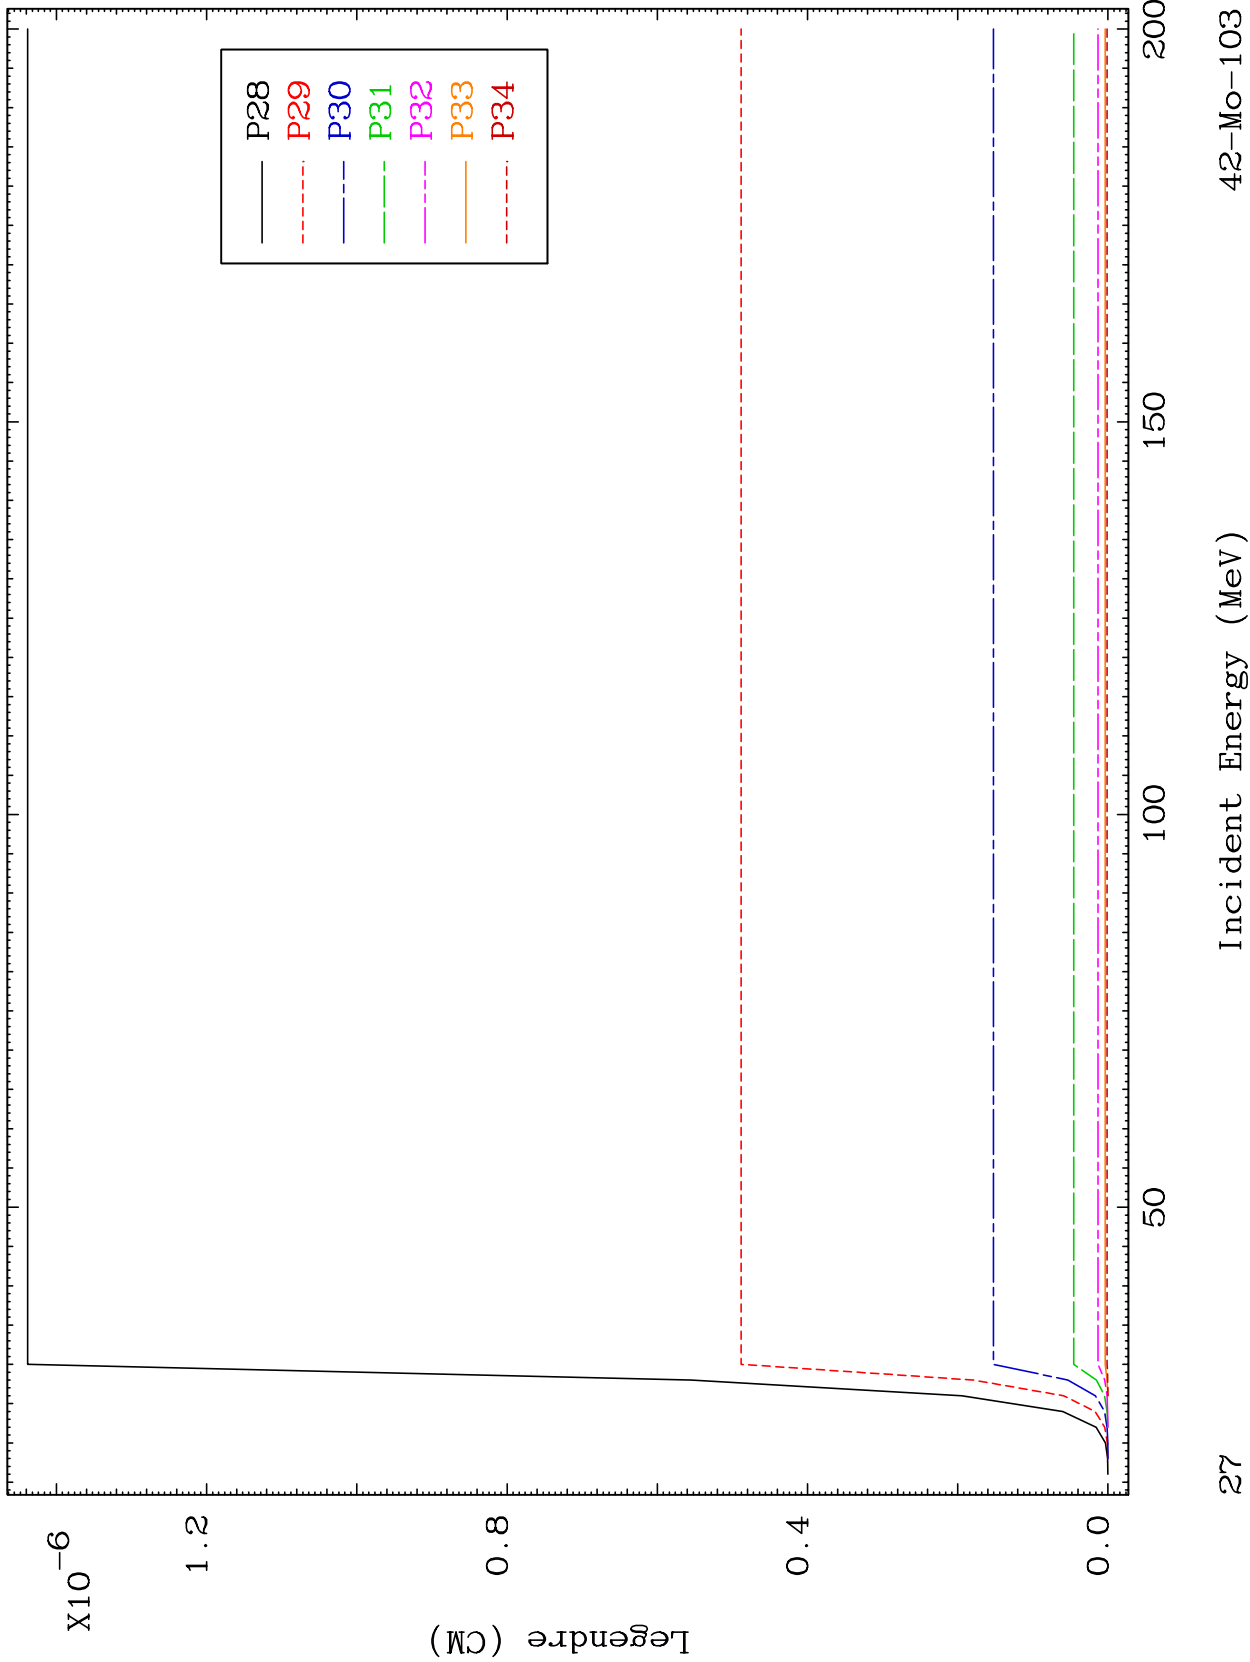 X10-6
1.2
0.8
0.4
0.0
Legendre (CM)
P28
P29
P30
P31
P32
P33
P34
50
100
150
200
Incident Energy (MeV)
27
42-Mo-103